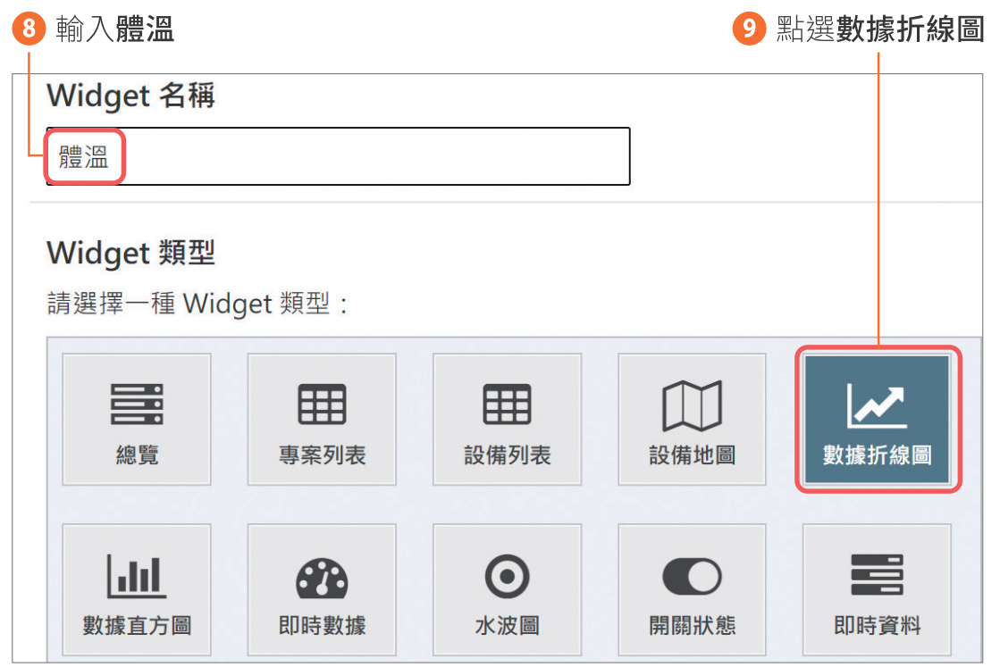 8 輸入體溫
9 點選數據折線圖
Widget 名稱
體溫
Widget 類型
請選擇一種 Widget 類型：
總覽 專案列表 設備列表 設備地圖 數據折線圖
數據直方圖 即時數據 水波圖 開關狀態 即時資料